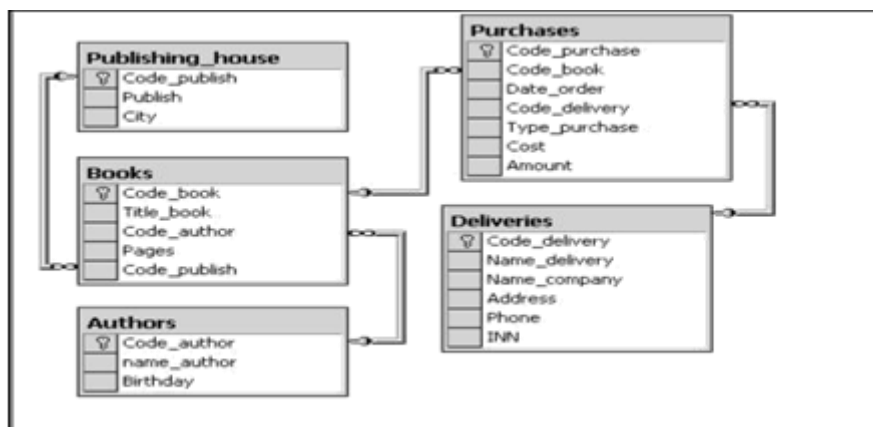 Publishing_house
Code_publish
Publish
City
Books
Code_book
Title_book
Code_author
Pages
Code_publish
Authors
Code_author
name_author
Birthday
Purchases
Code_purchase
Code_book
Date_order
Code_delivery
Type_purchase
Cost
Amount
Deliveries
Code_delivery
Name_delivery
Name_company
Address
Phone
INN